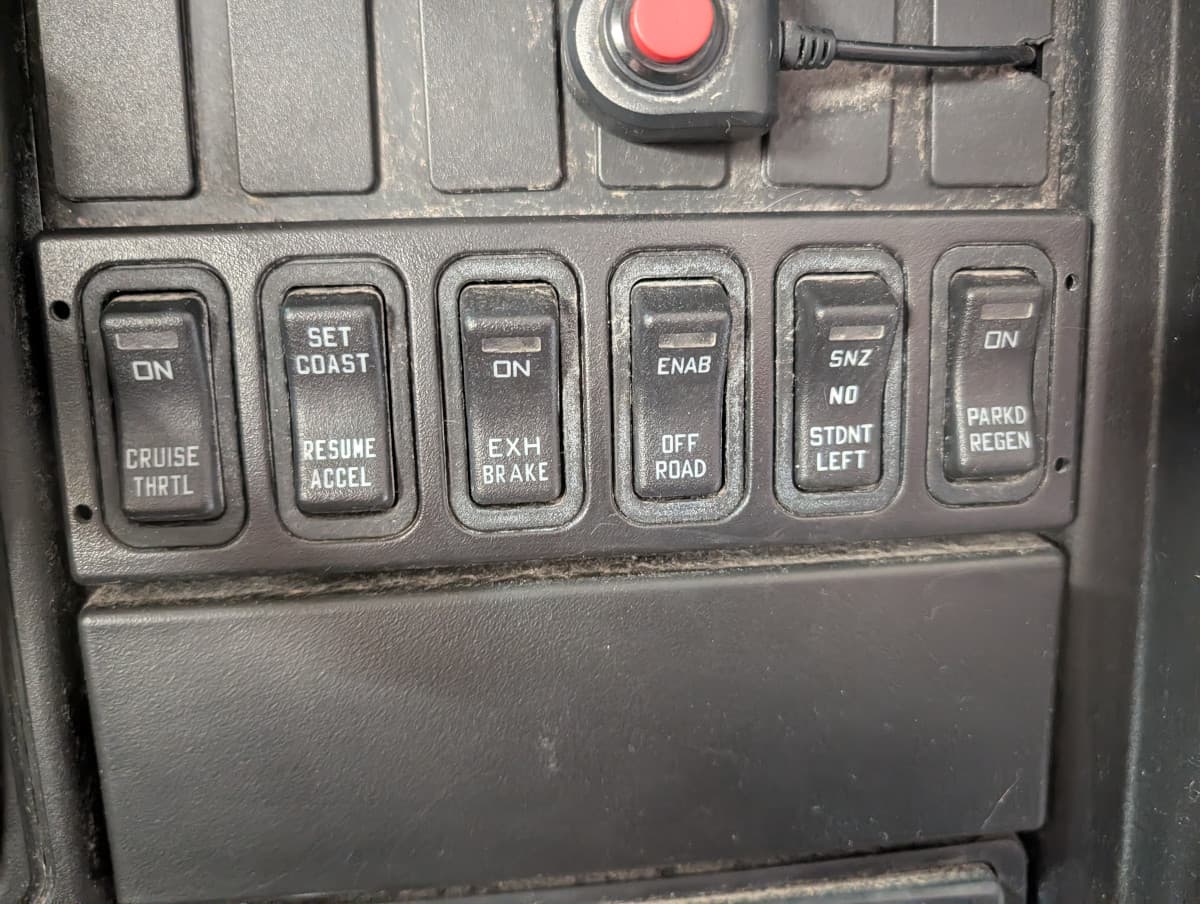 ON
CRUISE
THRTL
SET
COAST
RESUME
ACCEL
ON
EXH
BRAKE
ENAB
OFF
ROAD
SNZ
NO
STDNT
LEFT
ON
PARKD
REGEN